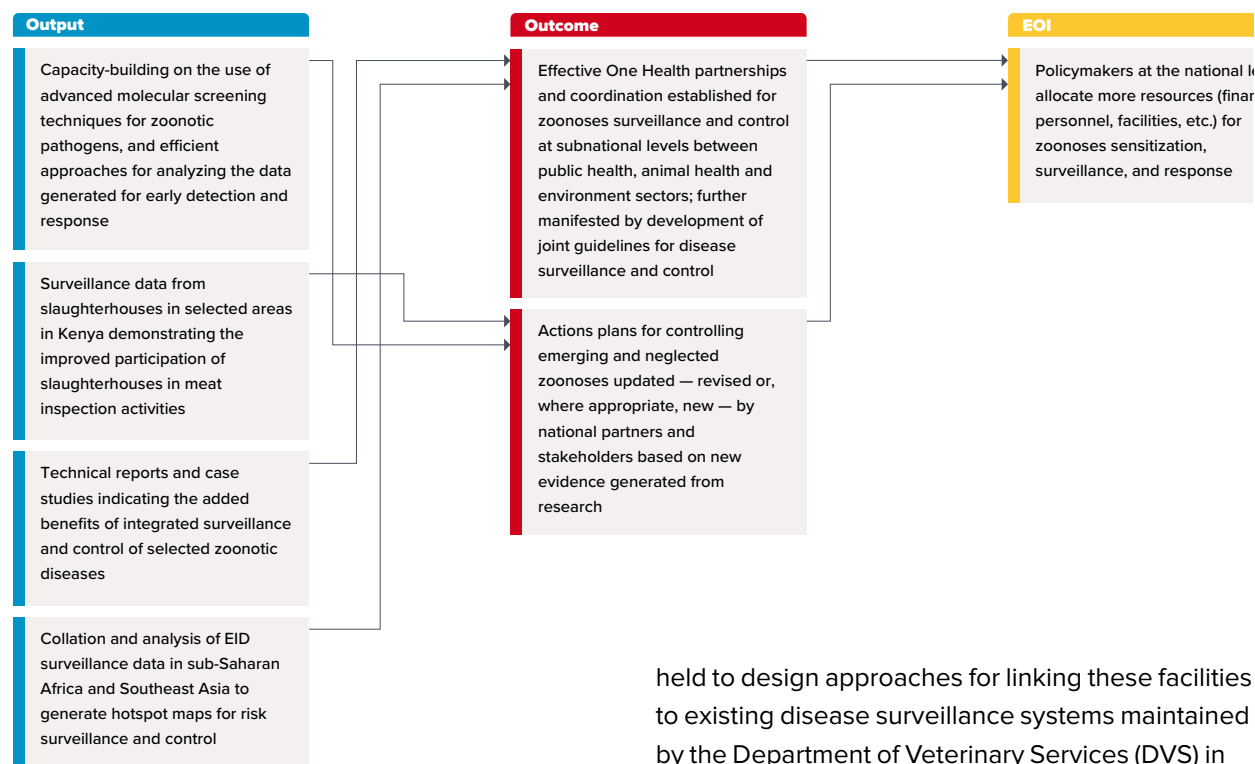 Output
Capacity-building on the use of
advanced molecular screening
techniques for zoonotic
pathogens, and efficient
approaches for analyzing the data
generated for early detection and
response
Surveillance data from
slaughterhouses in selected areas
in Kenya demonstrating the
improved participation of
slaughterhouses in meat
inspection activities
Technical reports and case
studies indicating the added
benefits of integrated surveillance
and control of selected zoonotic
diseases
Collation and analysis of EID
surveillance data in sub-Saharan
Africa and Southeast Asia to
generate hotspot maps for risk
surveillance and control
Outcome
Effective One Health partnerships
and coordination established for
zoonoses surveillance and control
at subnational levels between
public health, animal health and
environment sectors; further
manifested by development of
joint guidelines for disease
surveillance and control
Actions plans for controlling
emerging and neglected
zoonoses updated — revised or,
where appropriate, new — by
national partners and
stakeholders based on new
evidence generated from
research
EOI
Policymakers at the national
allocate more resources
personnel, facilities, etc.) for
zoonoses sensitization,
surveillance, and response
held to design approaches for linking these facilities
to existing disease surveillance systems maintained
by the Department of Veterinary Services (DVS) in